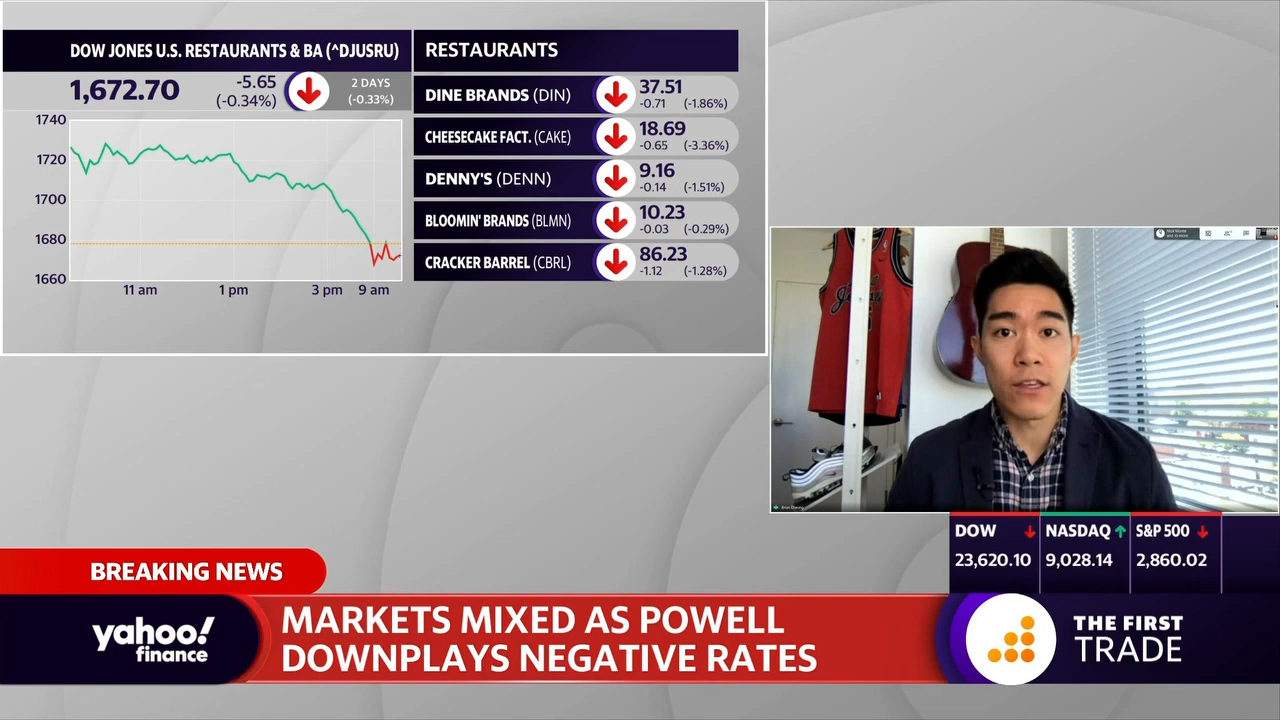 DOW JONES U.S. RESTAURANTS & BA (^DJUSRU)
1,672.70
-5.65
(-0.34%)
2 DAYS
(-0.33%)
1740
1720
1700
1680
1660
11 am 1 pm 3 pm 9 am
RESTAURANTS
DINE BRANDS (DIN) 37.51
-0.71 (-1.86%)
CHEESECAKE FACT. (CAKE) 18.69
-0.65 (-3.36%)
DENNY'S (DENN) 9.16
-0.14 (-1.51%)
BLOOMIN' BRANDS (BLMN) 10.23
-0.03 (-0.29%)
CRACKER BARREL (CBRL) 86.23
-1.12 (-1.28%)
DOW NASDAQ S&P 500
23,620.10 9,028.14 2,860.02
BREAKING NEWS
yahoo!
finance
MARKETS MIXED AS POWELL
DOWNPLAYS NEGATIVE RATES
THE FIRST
TRADE